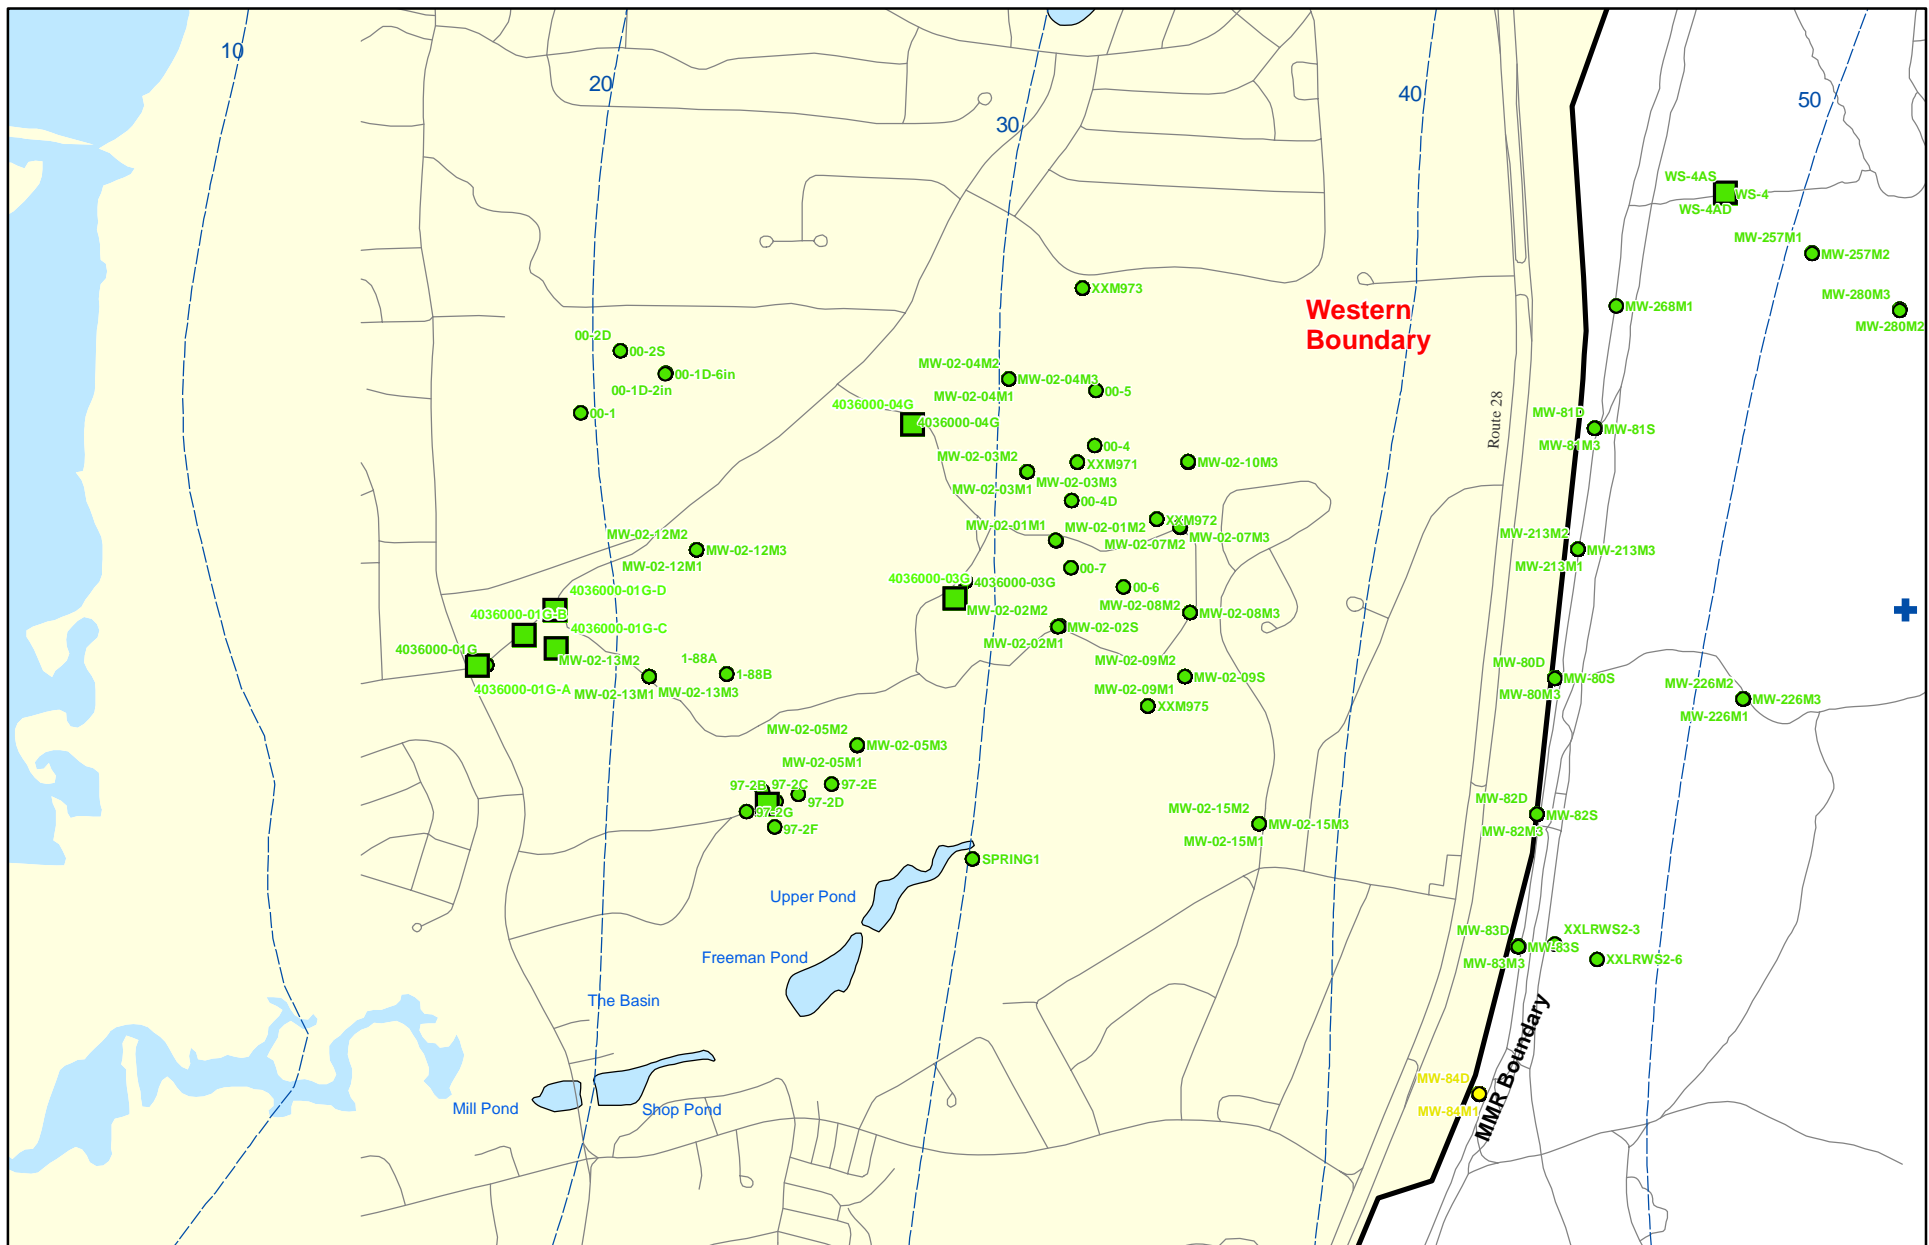 10
20
30
40
50
WS-4AS
WS-4
WS-4AD
MW-257M1
MW-257M2
MW-280M3
MW-280M2
MW-268M1
XXM973
Western
Boundary
00-2D
00-2S
00-1D-6in
00-1D-2in
00-1
MW-02-04M2
MW-02-04M3
MW-02-04M1
00-5
4036000-04G
4036000-04G
Route 28
MW-81D
MW-81S
MW-81M3
00-4
MW-02-03M2
XXM971
MW-02-10M3
MW-02-03M3
MW-02-03M1
00-4D
MW-02-01M1
MW-02-01M2
XXM972
MW-02-07M3
MW-02-07M2
MW-02-12M2
MW-02-12M3
MW-02-12M1
MW-213M2
MW-213M3
MW-213M1
00-7
4036000-03G
4036000-03G
00-6
4036000-01G-D
4036000-01G-B
4036000-01G-C
MW-02-02M2
MW-02-08M2
MW-02-08M3
MW-02-02S
MW-02-02M1
4036000-01G
4036000-01G-A
MW-02-13M2
MW-02-13M1
MW-02-13M3
1-88A
1-88B
MW-02-09M2
MW-02-09S
MW-02-09M1
XXM975
MW-80D
MW-80S
MW-80M3
MW-226M2
MW-226M3
MW-226M1
MW-02-05M2
MW-02-05M3
MW-02-05M1
97-2B
97-2C
97-2E
97-2D
97-2G
97-2F
MW-02-15M2
MW-02-15M3
MW-02-15M1
MW-82D
MW-82S
MW-82M3
SPRING1
Upper Pond
Freeman Pond
MW-83D
MW-83S
MW-83M3
XXLRWS2-3
XXLRWS2-6
The Basin
MMR Boundary
MW-84D
MW-84M1
Mill Pond
Shop Pond